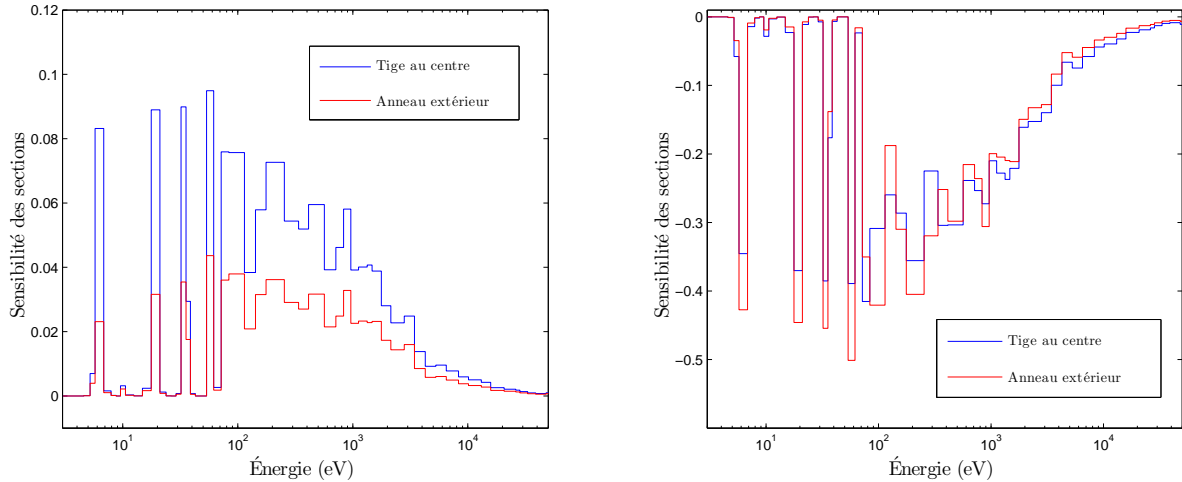 0.12
0.1
0.08
0.06
0.04
0.02
0
Sensibilité des sections
Tige au centre
Anneau extérieur
10^1
10^2
10^3
10^4
Énergie (eV)
0
−0.1
−0.2
−0.3
−0.4
−0.5
Sensibilité des sections
Tige au centre
Anneau extérieur
10^1
10^2
10^3
10^4
Énergie (eV)